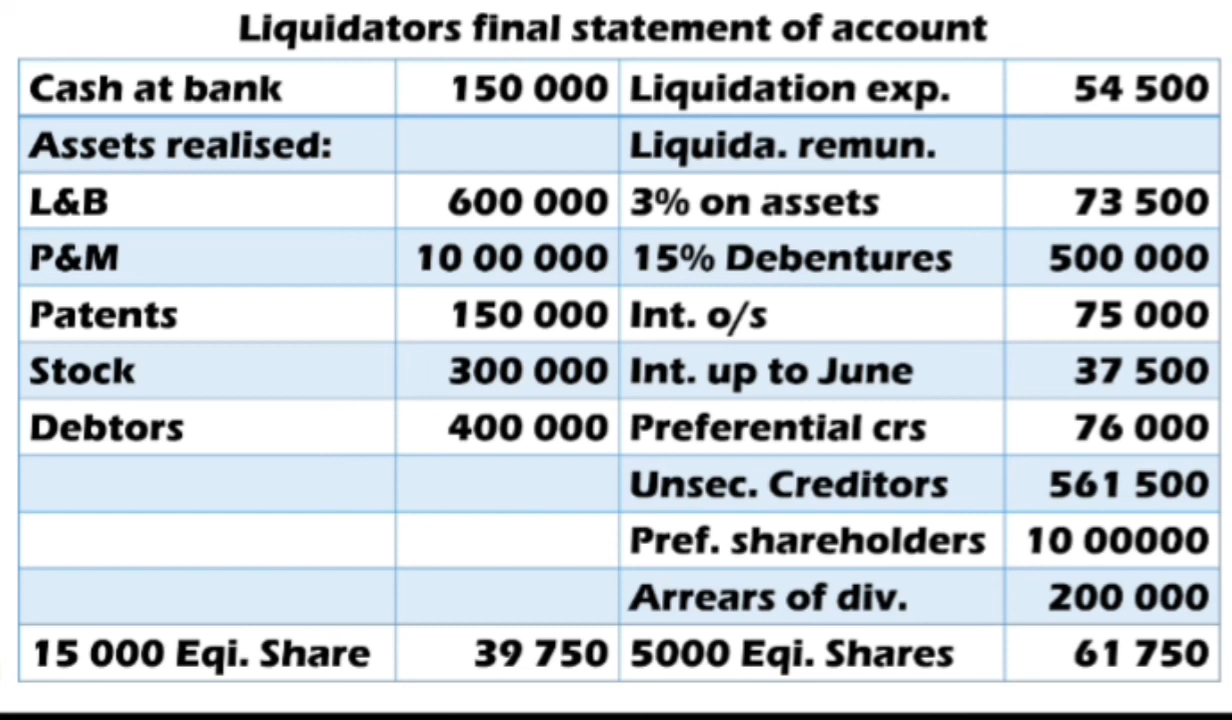 Liquidators final statement of account
Cash at bank 150 000 Liquidation exp. 54 500
Assets realised: Liquida. remun.
L&B 600 000 3% on assets 73 500
P&M 10 00 000 15% Debentures 500 000
Patents 150 000 Int. o/s 75 000
Stock 300 000 Int. up to June 37 500
Debtors 400 000 Preferential crs 76 000
Unsec. Creditors 561 500
Pref. shareholders 10 00000
Arrears of div. 200 000
15 000 Eqi. Share 39 750 5000 Eqi. Shares 61 750